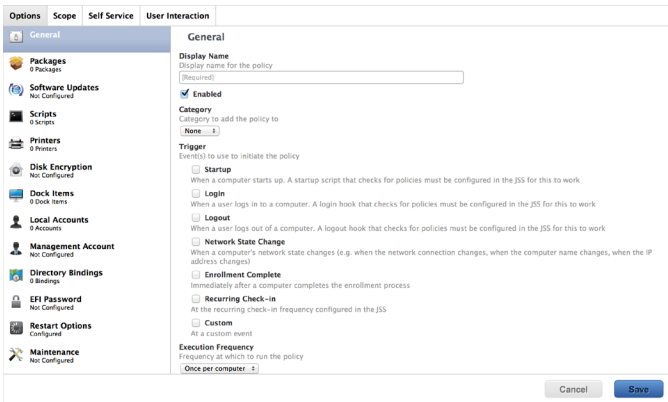 Options Scope Self Service User Interaction
General
Packages
0 Packages
Software Updates
Not Configured
Scripts
0 Scripts
Printers
0 Printers
Disk Encryption
Not Configured
Dock Items
0 Dock Items
Local Accounts
0 Accounts
Management Account
Not Configured
Directory Bindings
0 Bindings
EFI Password
Not Configured
Restart Options
Configured
Maintenance
Not Configured
General
Display Name
Display name for the policy
[Required]
Enabled
Category
Category to add the policy to
None
Trigger
Event(s) to use to initiate the policy
Startup
When a computer starts up. A startup script that checks for policies must be configured in the JSS for this to work
Login
When a user logs in to a computer. A login hook that checks for policies must be configured in the JSS for this to work
Logout
When a user logs out of a computer. A logout hook that checks for policies must be configured in the JSS for this to work
Network State Change
When a computer's network state changes (e.g. when the network connection changes, when the computer name changes, when the IP
address changes)
Enrollment Complete
Immediately after a computer completes the enrollment process
Recurring Check-in
At the recurring check-in frequency configured in the JSS
Custom
At a custom event
Execution Frequency
Frequency at which to run the policy
Once per computer
Cancel Save